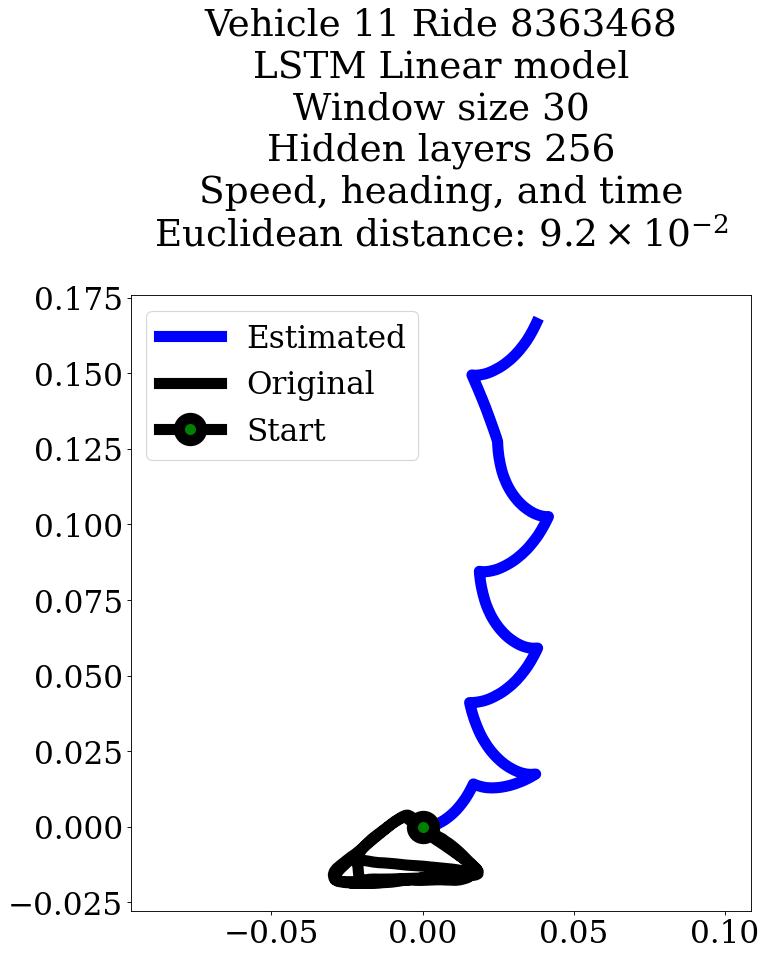 Vehicle 11 Ride 8363468
LSTM Linear model
Window size 30
Hidden layers 256
Speed, heading, and time
Euclidean distance: 9.2 × 10⁻²
0.175
0.150
0.125
0.100
0.075
0.050
0.025
0.000
−0.025
Estimated
Original
Start
−0.05
0.00
0.05
0.10